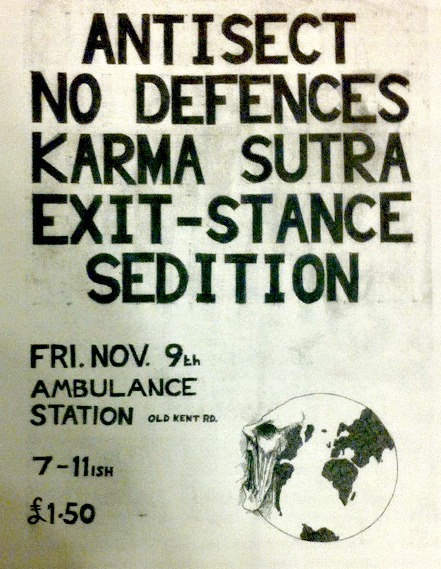 ANTISECT
NO DEFENCES
KARMA SUTRA
EXIT-STANCE
SEDITION
FRI. NOV. 9th
AMBULANCE
STATION OLD KENT RD.
7-11ISH
£1.50